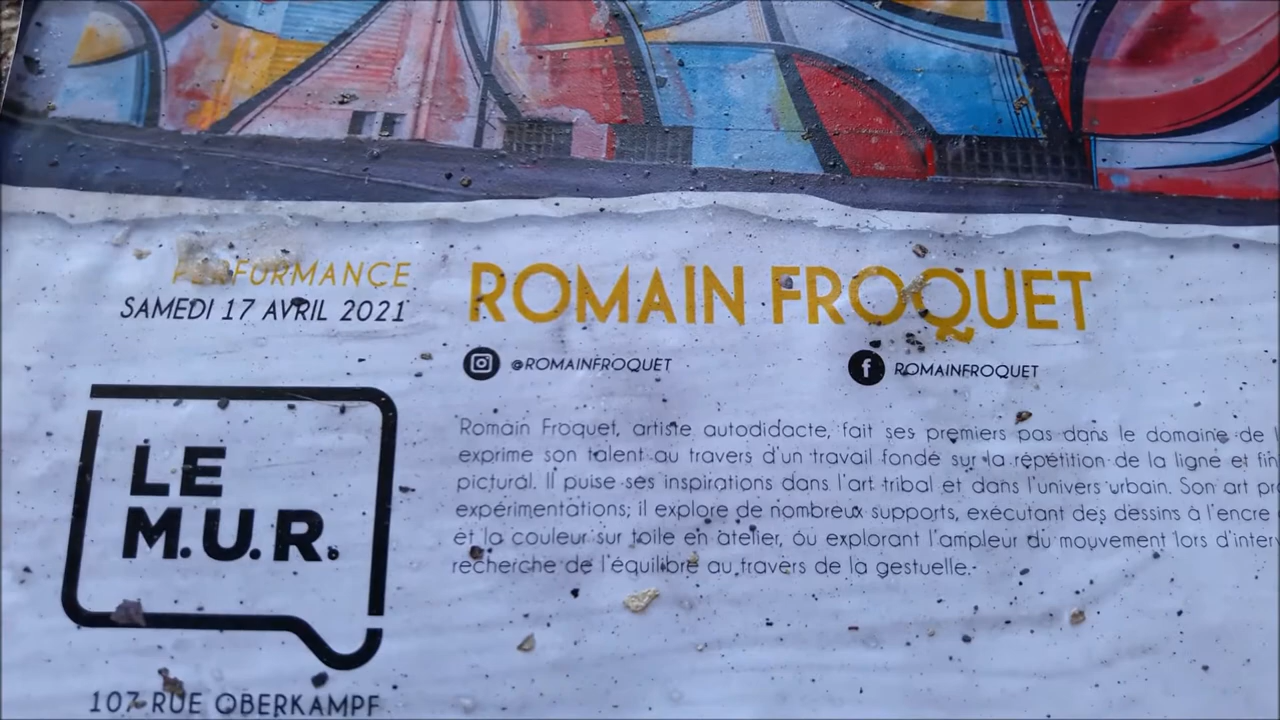 PERFORMANCE
SAMEDI 17 AVRIL 2021
ROMAIN FROQUET
@ROMAINFROQUET
ROMAINFROQUET
LE
M.U.R.
107 RUE OBERKAMPF
Romain Froquet, artiste autodidacte, fait ses premiers pas dans le domaine de
exprime son talent au travers d'un travail fondé sur la répétition de la ligne et
pictural. Il puise ses inspirations dans l'art tribal et dans l'univers urbain. Son art
expérimentations; il explore de nombreux supports, exécutant des dessins à l'encre
et la couleur sur toile en atelier, ou explorant l'ampleur du mouvement lors
recherche de l'équilibre au travers de la gestuelle.